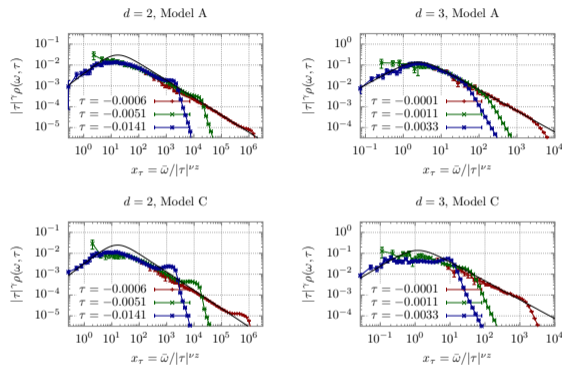 d = 2, Model A
|τ|^γ ρ(ω, τ)
10^−1
10^−2
10^−3
10^−4
10^−5
τ = −0.0006
τ = −0.0051
τ = −0.0141
10^0 10^1 10^2 10^3 10^4 10^5 10^6
x_τ = ω̄/|τ|^νz
d = 3, Model A
|τ|^γ ρ(ω, τ)
10^0
10^−1
10^−2
10^−3
10^−4
10^−5
τ = −0.0001
τ = −0.0011
τ = −0.0033
10^−1 10^0 10^1 10^2 10^3 10^4
x_τ = ω̄/|τ|^νz
d = 2, Model C
|τ|^γ ρ(ω, τ)
10^−1
10^−2
10^−3
10^−4
10^−5
τ = −0.0006
τ = −0.0051
τ = −0.0141
10^0 10^1 10^2 10^3 10^4 10^5 10^6
x_τ = ω̄/|τ|^νz
d = 3, Model C
|τ|^γ ρ(ω, τ)
10^0
10^−1
10^−2
10^−3
10^−4
τ = −0.0001
τ = −0.0011
τ = −0.0033
10^−1 10^0 10^1 10^2 10^3 10^4
x_τ = ω̄/|τ|^νz